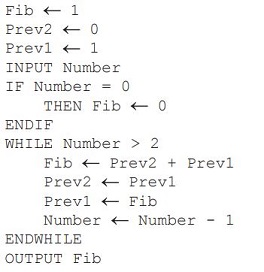 Fib ← 1
Prev2 ← 0
Prev1 ← 1
INPUT Number
IF Number = 0
    THEN Fib ← 0
ENDIF
WHILE Number > 2
    Fib ← Prev2 + Prev1
    Prev2 ← Prev1
    Prev1 ← Fib
    Number ← Number - 1
ENDWHILE
OUTPUT Fib